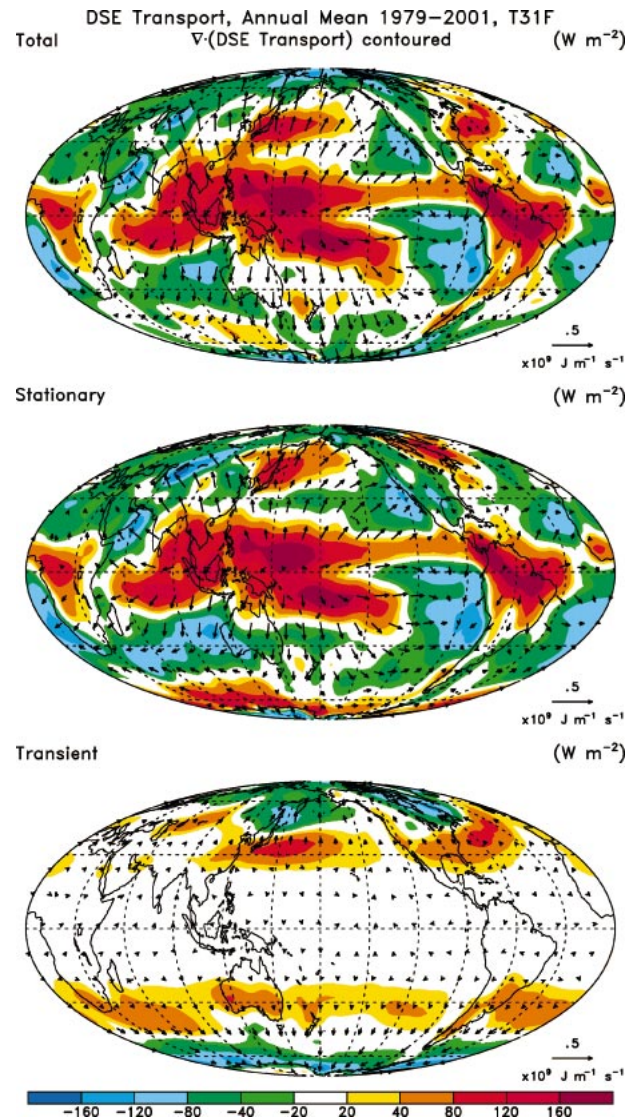 DSE Transport, Annual Mean 1979-2001, T31F
Total ∇·(DSE Transport) contoured (W m⁻²)
.5
x10⁹ J m⁻¹ s⁻¹
Stationary (W m⁻²)
.5
x10⁹ J m⁻¹ s⁻¹
Transient (W m⁻²)
.5
x10⁹ J m⁻¹ s⁻¹
-160 -120 -80 -40 -20 20 40 80 120 160